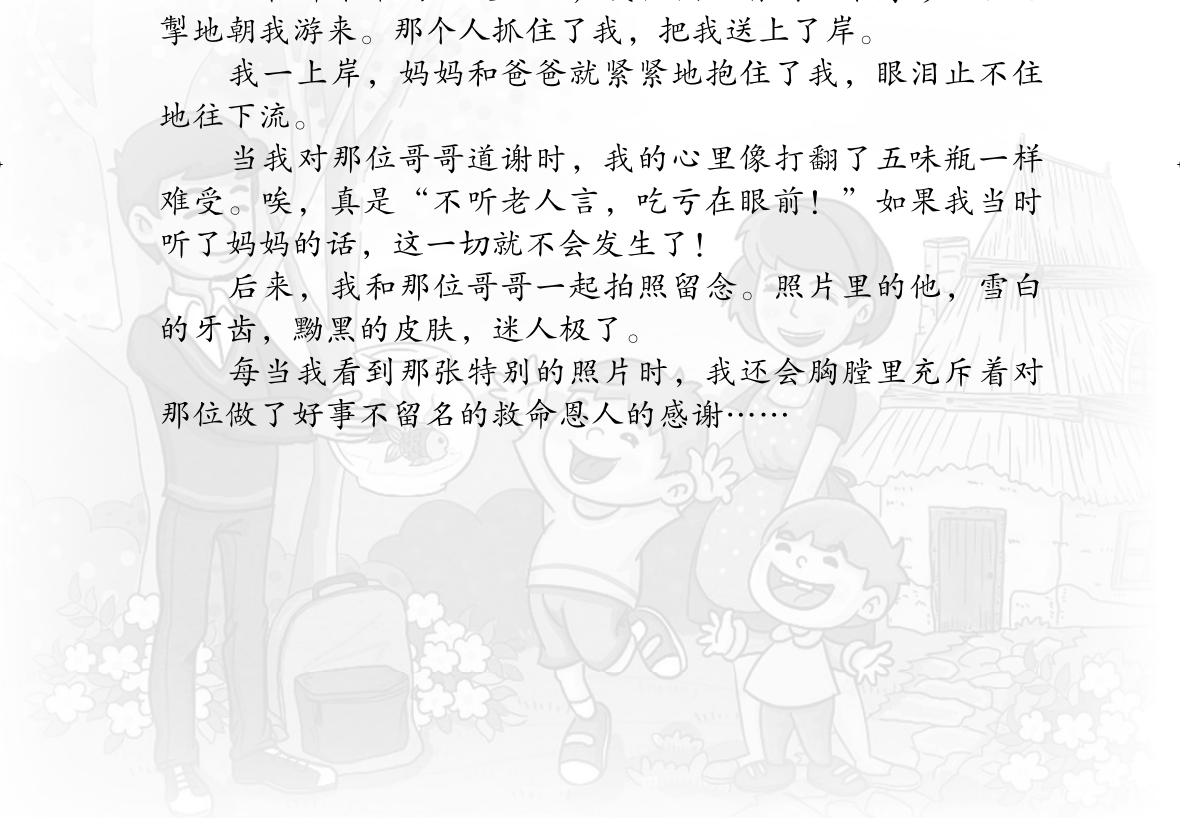 掣地朝我游来。那个人抓住了我，把我送上了岸。
我一上岸，妈妈和爸爸就紧紧地抱住了我，眼泪止不住
地往下流。
当我对那位哥哥道谢时，我的心里像打翻了五味瓶一样
难受。唉，真是“不听老人言，吃亏在眼前！”如果我当时
听了妈妈的话，这一切就不会发生了！
后来，我和那位哥哥一起拍照留念。照片里的他，雪白
的牙齿，黝黑的皮肤，迷人极了。
每当我看到那张特别的照片时，我还会胸膛里充斥着对
那位做了好事不留名的救命恩人的感谢……